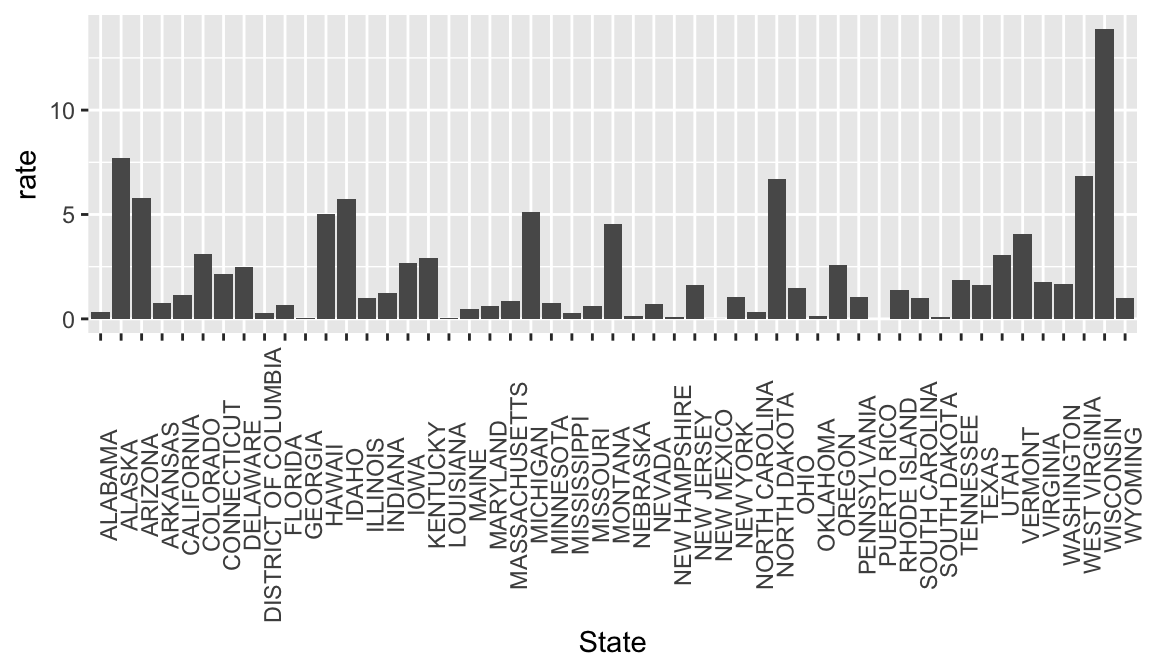 10
5
0
rate
ALABAMA
ALASKA
ARIZONA
ARKANSAS
CALIFORNIA
COLORADO
CONNECTICUT
DELAWARE
DISTRICT OF COLUMBIA
FLORIDA
GEORGIA
HAWAII
IDAHO
ILLINOIS
INDIANA
IOWA
KENTUCKY
LOUISIANA
MAINE
MARYLAND
MASSACHUSETTS
MICHIGAN
MINNESOTA
MISSISSIPPI
MISSOURI
MONTANA
NEBRASKA
NEVADA
NEW HAMPSHIRE
NEW JERSEY
NEW MEXICO
NEW YORK
NORTH CAROLINA
NORTH DAKOTA
OHIO
OKLAHOMA
OREGON
PENNSYLVANIA
PUERTO RICO
RHODE ISLAND
SOUTH CAROLINA
SOUTH DAKOTA
TENNESSEE
TEXAS
UTAH
VERMONT
VIRGINIA
WASHINGTON
WEST VIRGINIA
WISCONSIN
WYOMING
State